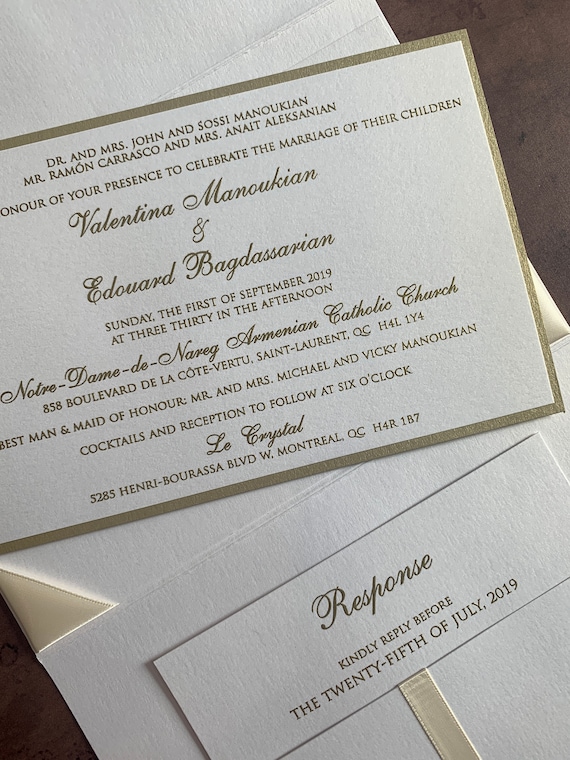 DR. AND MRS. JOHN AND SOSSI MANOUKIAN
MR. RAMÓN CARRASCO AND MRS. ANAIT ALEKSANIAN
HONOUR OF YOUR PRESENCE TO CELEBRATE THE MARRIAGE OF THEIR CHILDREN
Valentina Manoukian
&
Edouard Bagdassarian
SUNDAY, THE FIRST OF SEPTEMBER 2019
AT THREE THIRTY IN THE AFTERNOON
Notre-Dame-de-Nareg Armenian Catholic Church
858 BOULEVARD DE LA CÔTE-VERTU, SAINT-LAURENT, QC H4L 1Y4
BEST MAN & MAID OF HONOUR: MR. AND MRS. MICHAEL AND VICKY MANOUKIAN
COCKTAILS AND RECEPTION TO FOLLOW AT SIX O'CLOCK
Le Crystal
5285 HENRI-BOURASSA BLVD W, MONTREAL, QC H4R 1B7
Response
KINDLY REPLY BEFORE
THE TWENTY-FIFTH OF JULY, 2019